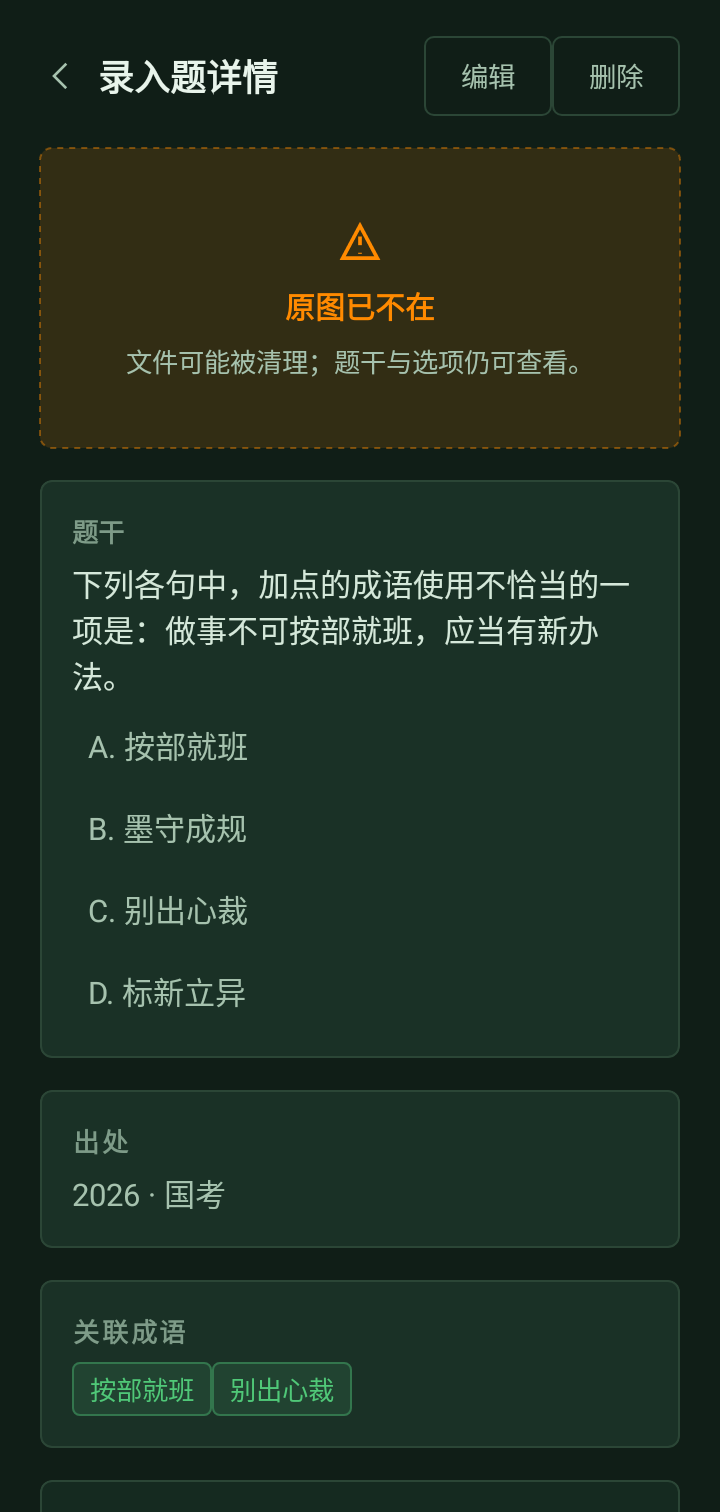 录入题详情
编辑
删除
原图已不在
文件可能被清理；题干与选项仍可查看。
题干
下列各句中，加点的成语使用不恰当的一
项是：做事不可按部就班，应当有新办
法。
A. 按部就班
B. 墨守成规
C. 别出心裁
D. 标新立异
出处
2026 · 国考
关联成语
按部就班
别出心裁